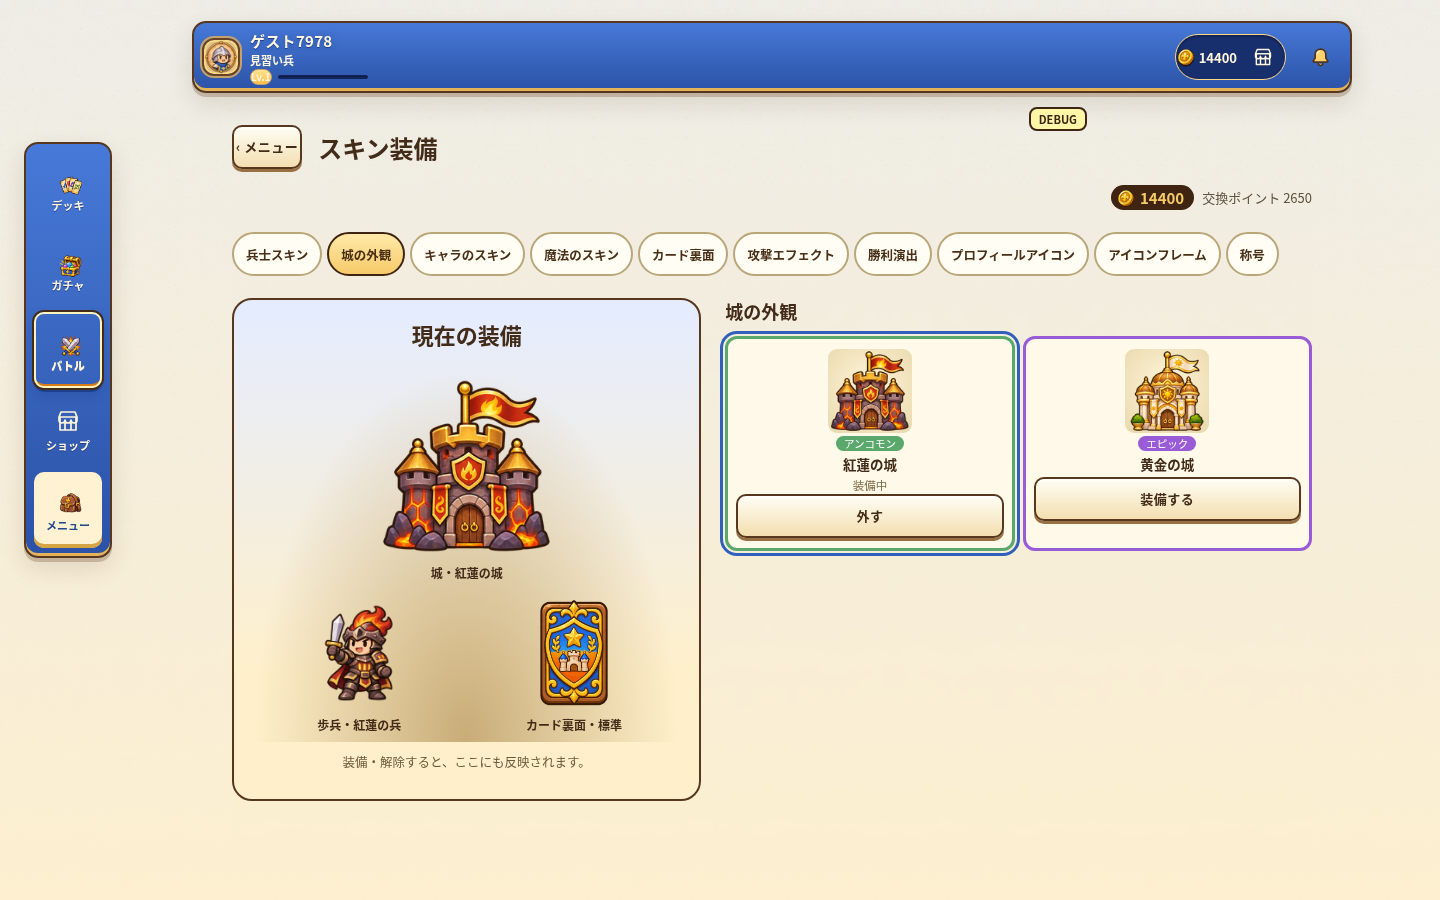 ゲスト7978
見習い兵
Lv.1
14400
DEBUG
‹ メニュー
スキン装備
14400 交換ポイント 2650
デッキ
ガチャ
バトル
ショップ
メニュー
兵士スキン 城の外観 キャラのスキン 魔法のスキン カード裏面 攻撃エフェクト 勝利演出 プロフィールアイコン アイコンフレーム 称号
現在の装備
城・紅蓮の城
歩兵・紅蓮の兵
カード裏面・標準
装備・解除すると、ここにも反映されます。
城の外観
アンコモン
紅蓮の城
装備中
外す
エピック
黄金の城
装備する